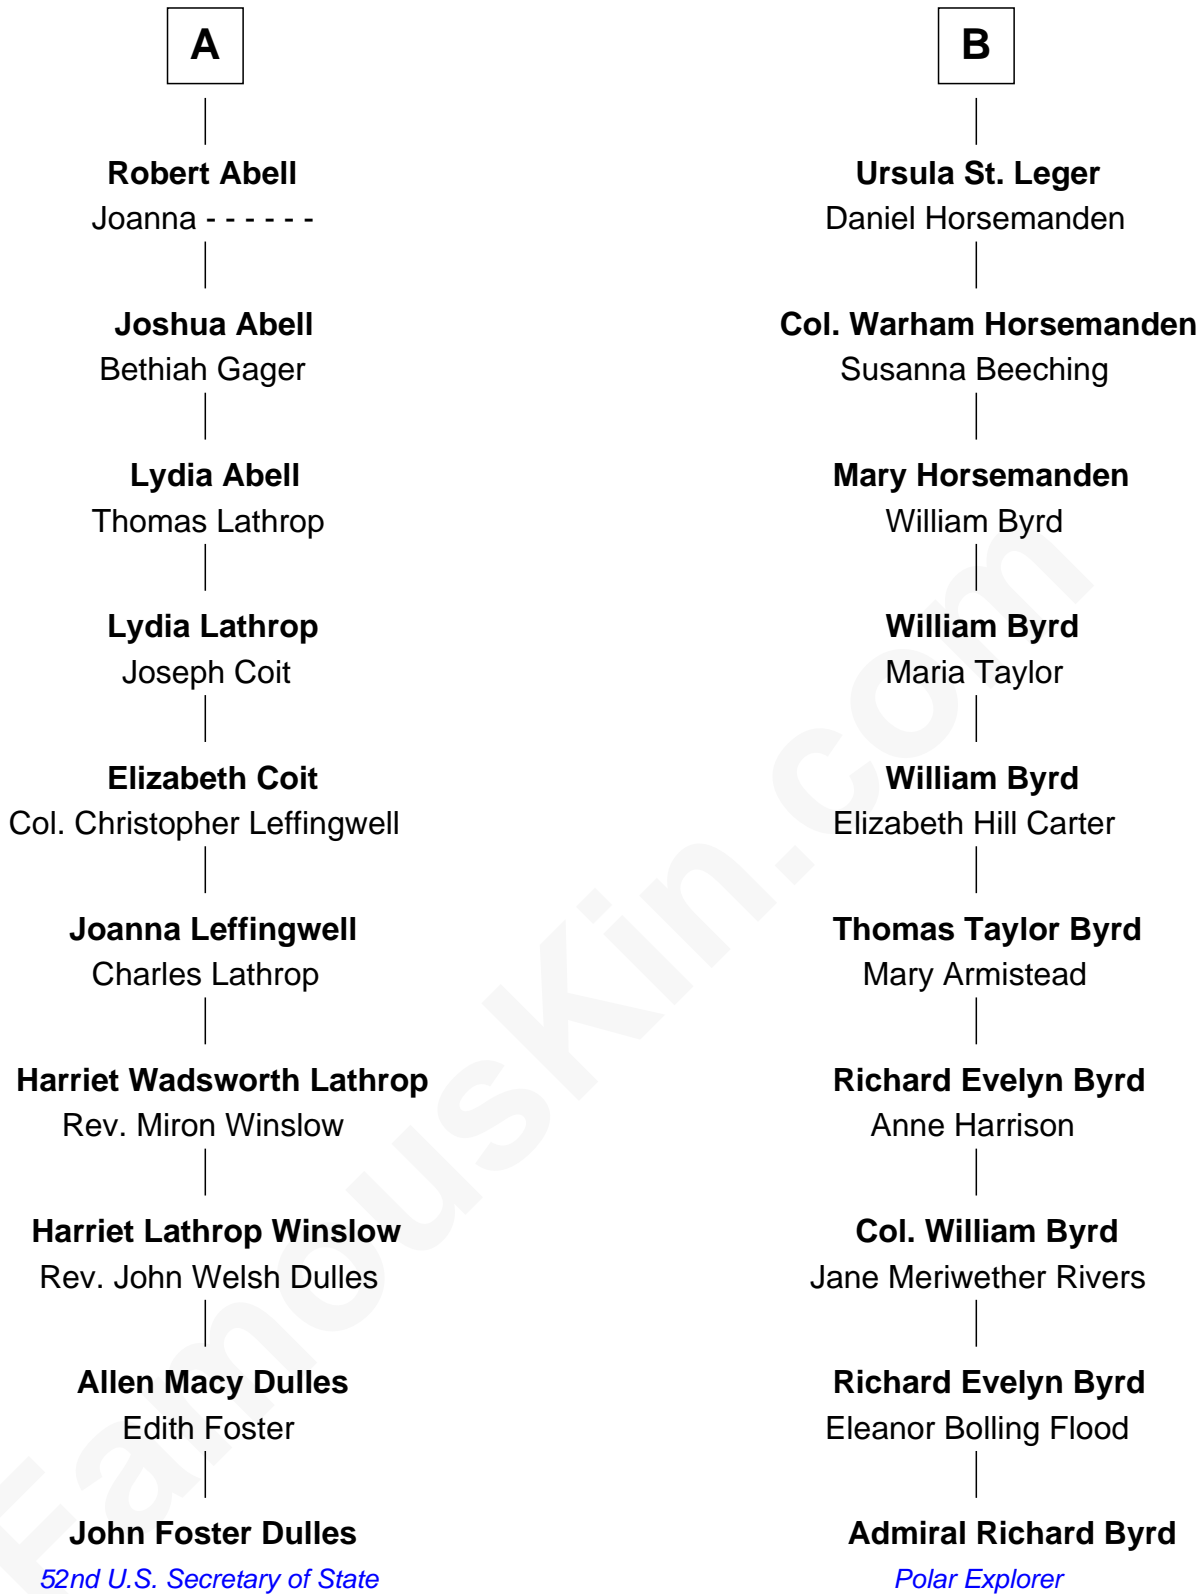 A
Robert Abell
Joanna - - - - - -
Joshua Abell
Bethiah Gager
Lydia Abell
Thomas Lathrop
Lydia Lathrop
Joseph Coit
Elizabeth Coit
Col. Christopher Leffingwell
Joanna Leffingwell
Charles Lathrop
Harriet Wadsworth Lathrop
Rev. Miron Winslow
Harriet Lathrop Winslow
Rev. John Welsh Dulles
Allen Macy Dulles
Edith Foster
John Foster Dulles
52nd U.S. Secretary of State
B
Ursula St. Leger
Daniel Horsemanden
Col. Warham Horsemanden
Susanna Beeching
Mary Horsemanden
William Byrd
William Byrd
Maria Taylor
William Byrd
Elizabeth Hill Carter
Thomas Taylor Byrd
Mary Armistead
Richard Evelyn Byrd
Anne Harrison
Col. William Byrd
Jane Meriwether Rivers
Richard Evelyn Byrd
Eleanor Bolling Flood
Admiral Richard Byrd
Polar Explorer
FamousKin.com